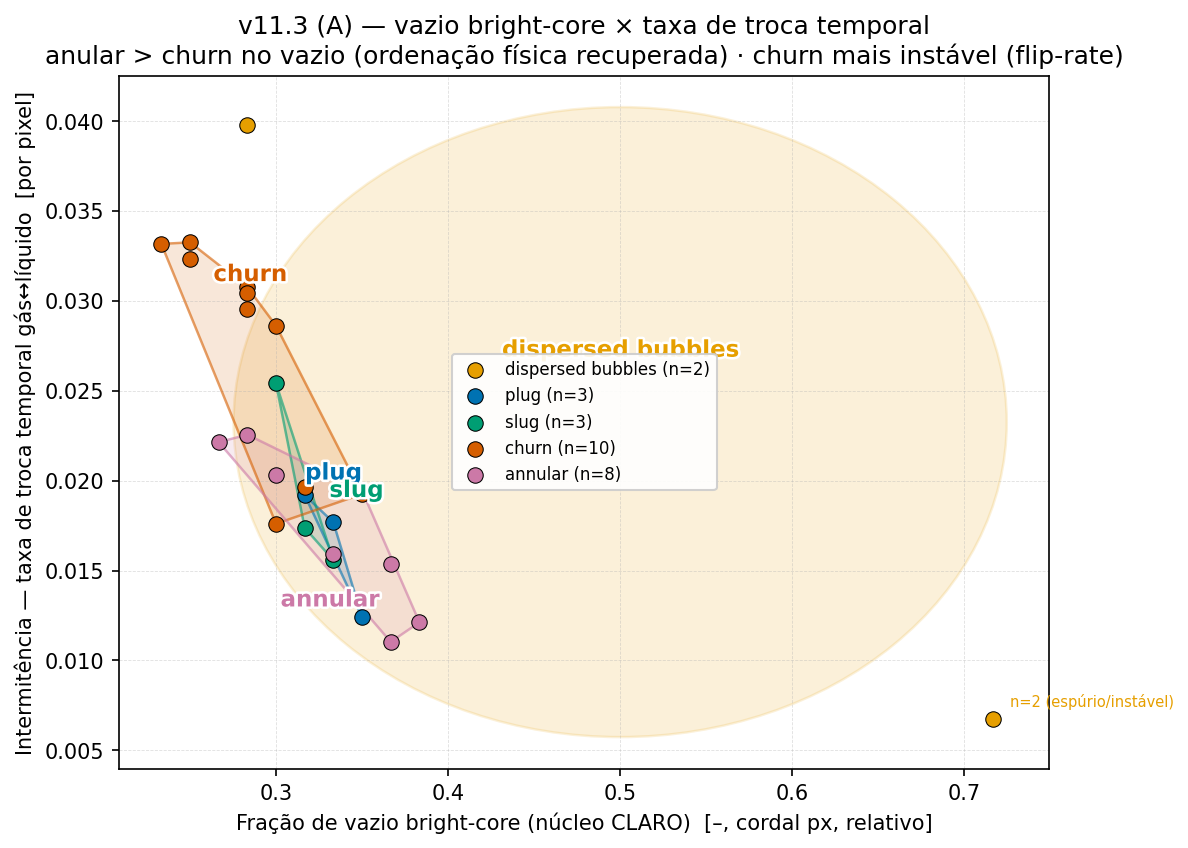 v11.3 (A) — vazio bright-core × taxa de troca temporal
anular > churn no vazio (ordenação física recuperada) · churn mais instável (flip-rate)
Intermitência — taxa de troca temporal gás↔líquido [por pixel]
0.040
0.035
0.030
0.025
0.020
0.015
0.010
0.005
churn
dispersed bubbles
dispersed bubbles (n=2)
plug (n=3)
slug (n=3)
churn (n=10)
annular (n=8)
plug
slug
annular
n=2 (espúrio/instável)
0.3
0.4
0.5
0.6
0.7
Fração de vazio bright-core (núcleo CLARO) [–, cordal px, relativo]